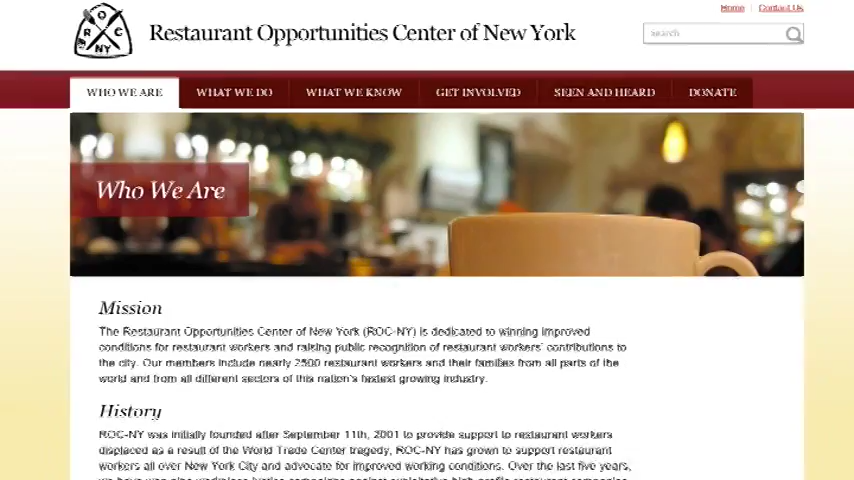 Home | Contact Us
R O C NY
Restaurant Opportunities Center of New York
Search
WHO WE ARE WHAT WE DO WHAT WE KNOW GET INVOLVED SEEN AND HEARD DONATE
Who We Are
Mission
The Restaurant Opportunities Center of New York (ROC-NY) is dedicated to winning improved
conditions for restaurant workers and raising public recognition of restaurant workers' contributions to
the city. Our members include nearly 2500 restaurant workers and their families from all parts of the
world and from all different sectors of this nation's fastest growing industry.
History
ROC-NY was initially founded after September 11th, 2001 to provide support to restaurant workers
displaced as a result of the World Trade Center tragedy, ROC-NY has grown to support restaurant
workers all over New York City and advocate for improved working conditions. Over the last five years,